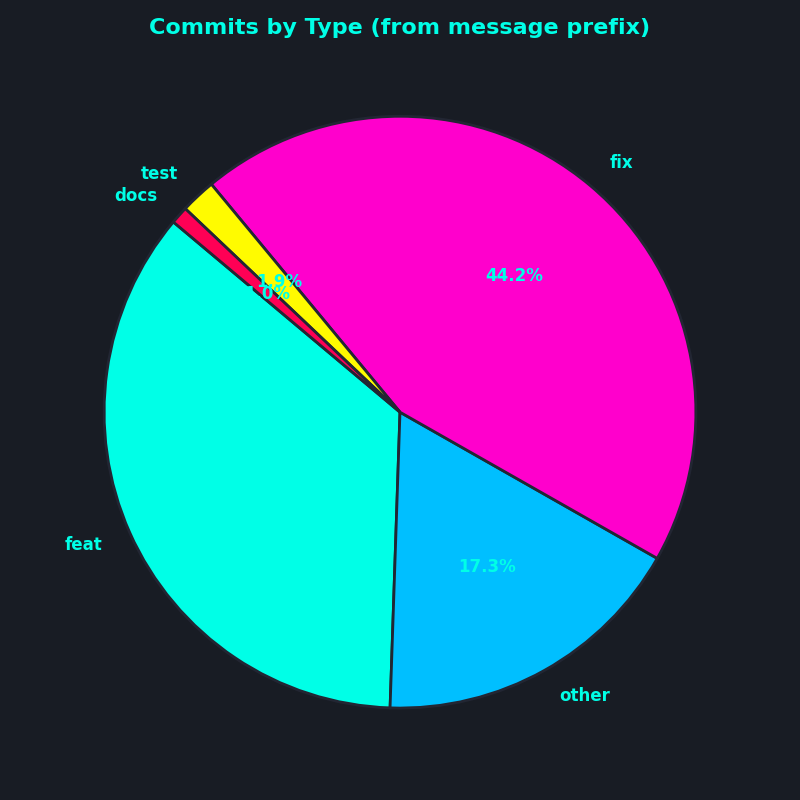 Commits by Type (from message prefix)
fix
test
docs
44.2%
1.9%
feat
17.3%
other